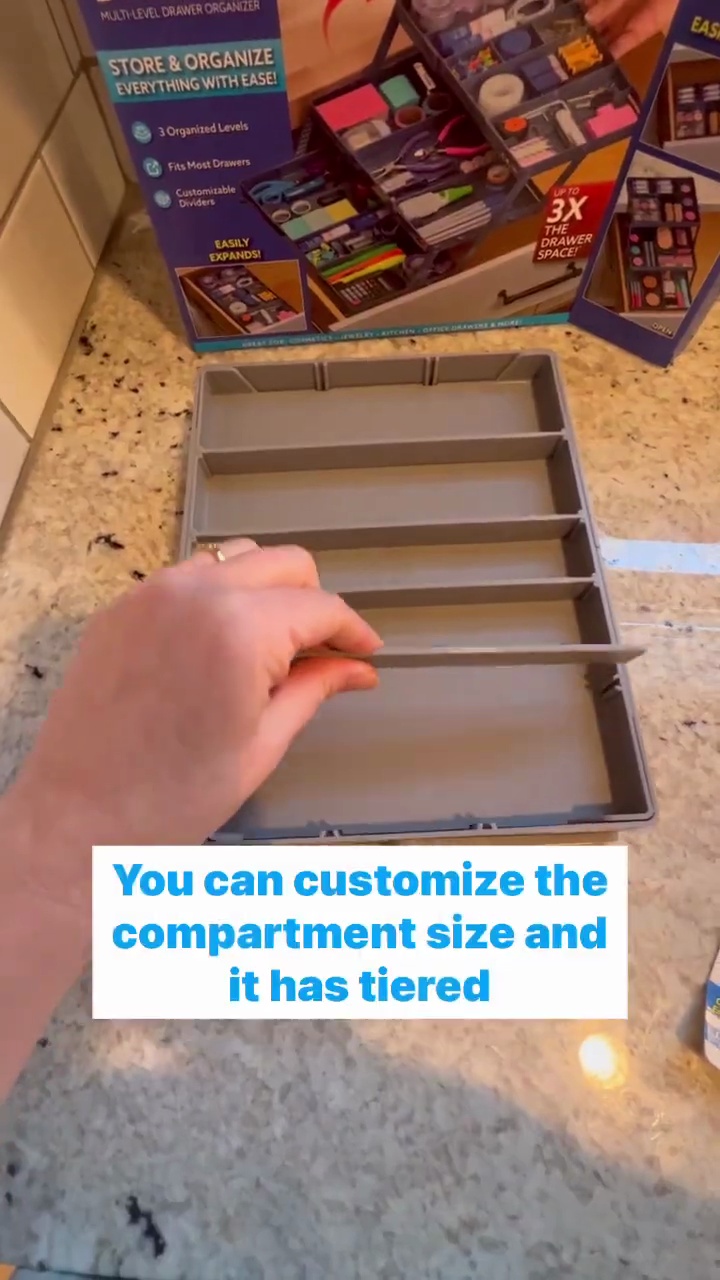 MULTI-LEVEL DRAWER ORGANIZER
STORE & ORGANIZE
EVERYTHING WITH EASE!
3 Organized Levels
Fits Most Drawers
Customizable
Dividers
EASILY
EXPANDS!
UP TO
3X
THE
DRAWER
SPACE!
GREAT FOR: COSMETICS • JEWELRY • KITCHEN • OFFICE DRAWERS & MORE!
OPEN
You can customize the
compartment size and
it has tiered